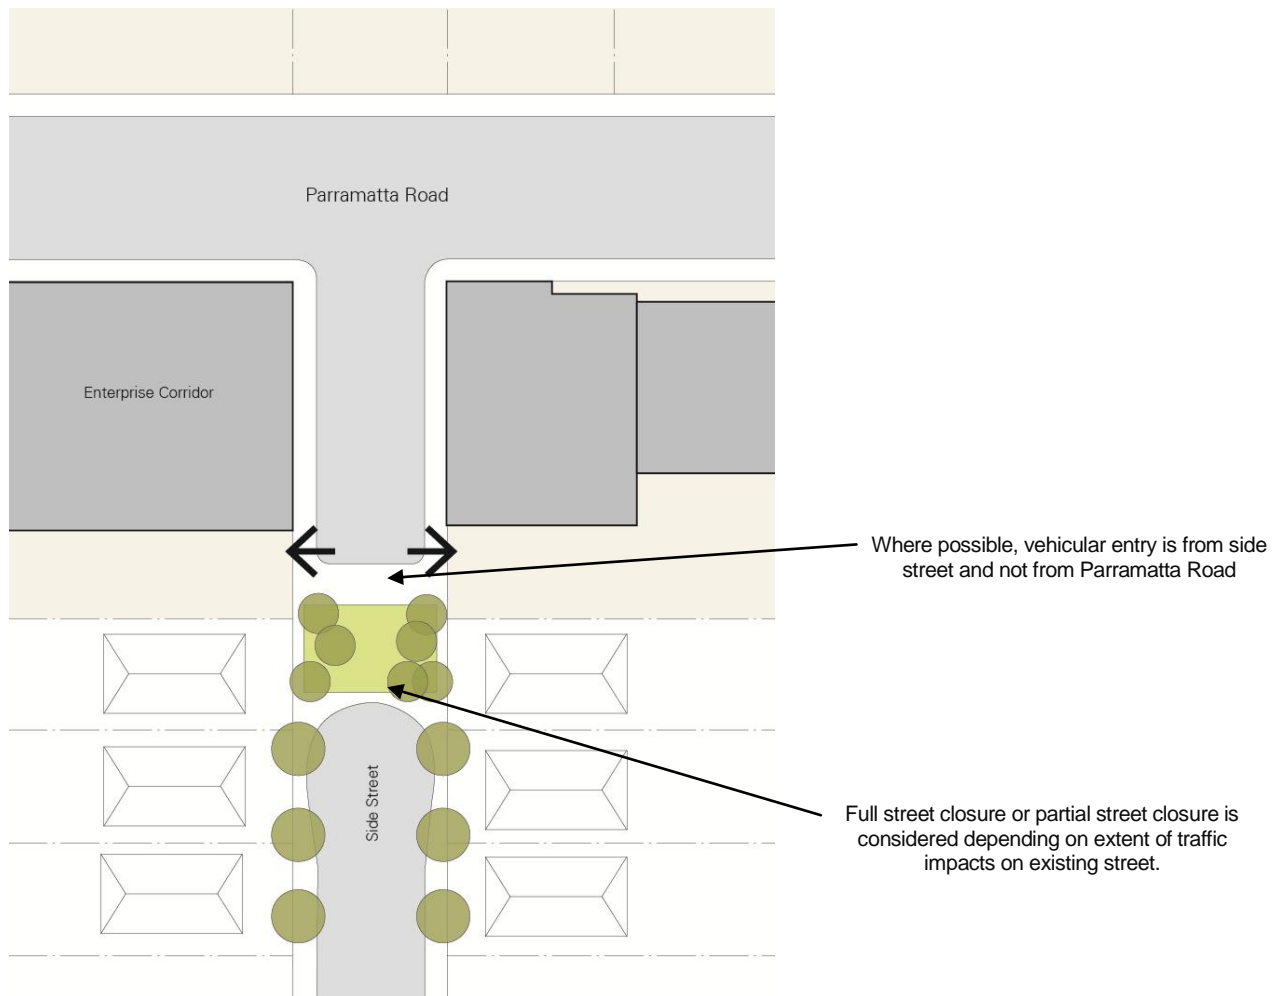 Parramatta Road
Enterprise Corridor
Where possible, vehicular entry is from side
street and not from Parramatta Road
Side Street
Full street closure or partial street closure is
considered depending on extent of traffic
impacts on existing street.